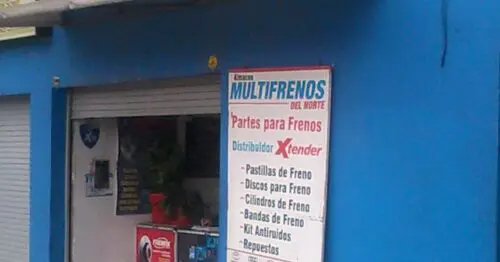 Almacen
MULTIFRENOS
DEL NORTE
Partes para Frenos
Distribuidor Xtender
- Pastillas de Freno
- Discos para Freno
- Cilindros de Freno
- Bandas de Freno
- Kit Antiruidos
- Repuestos